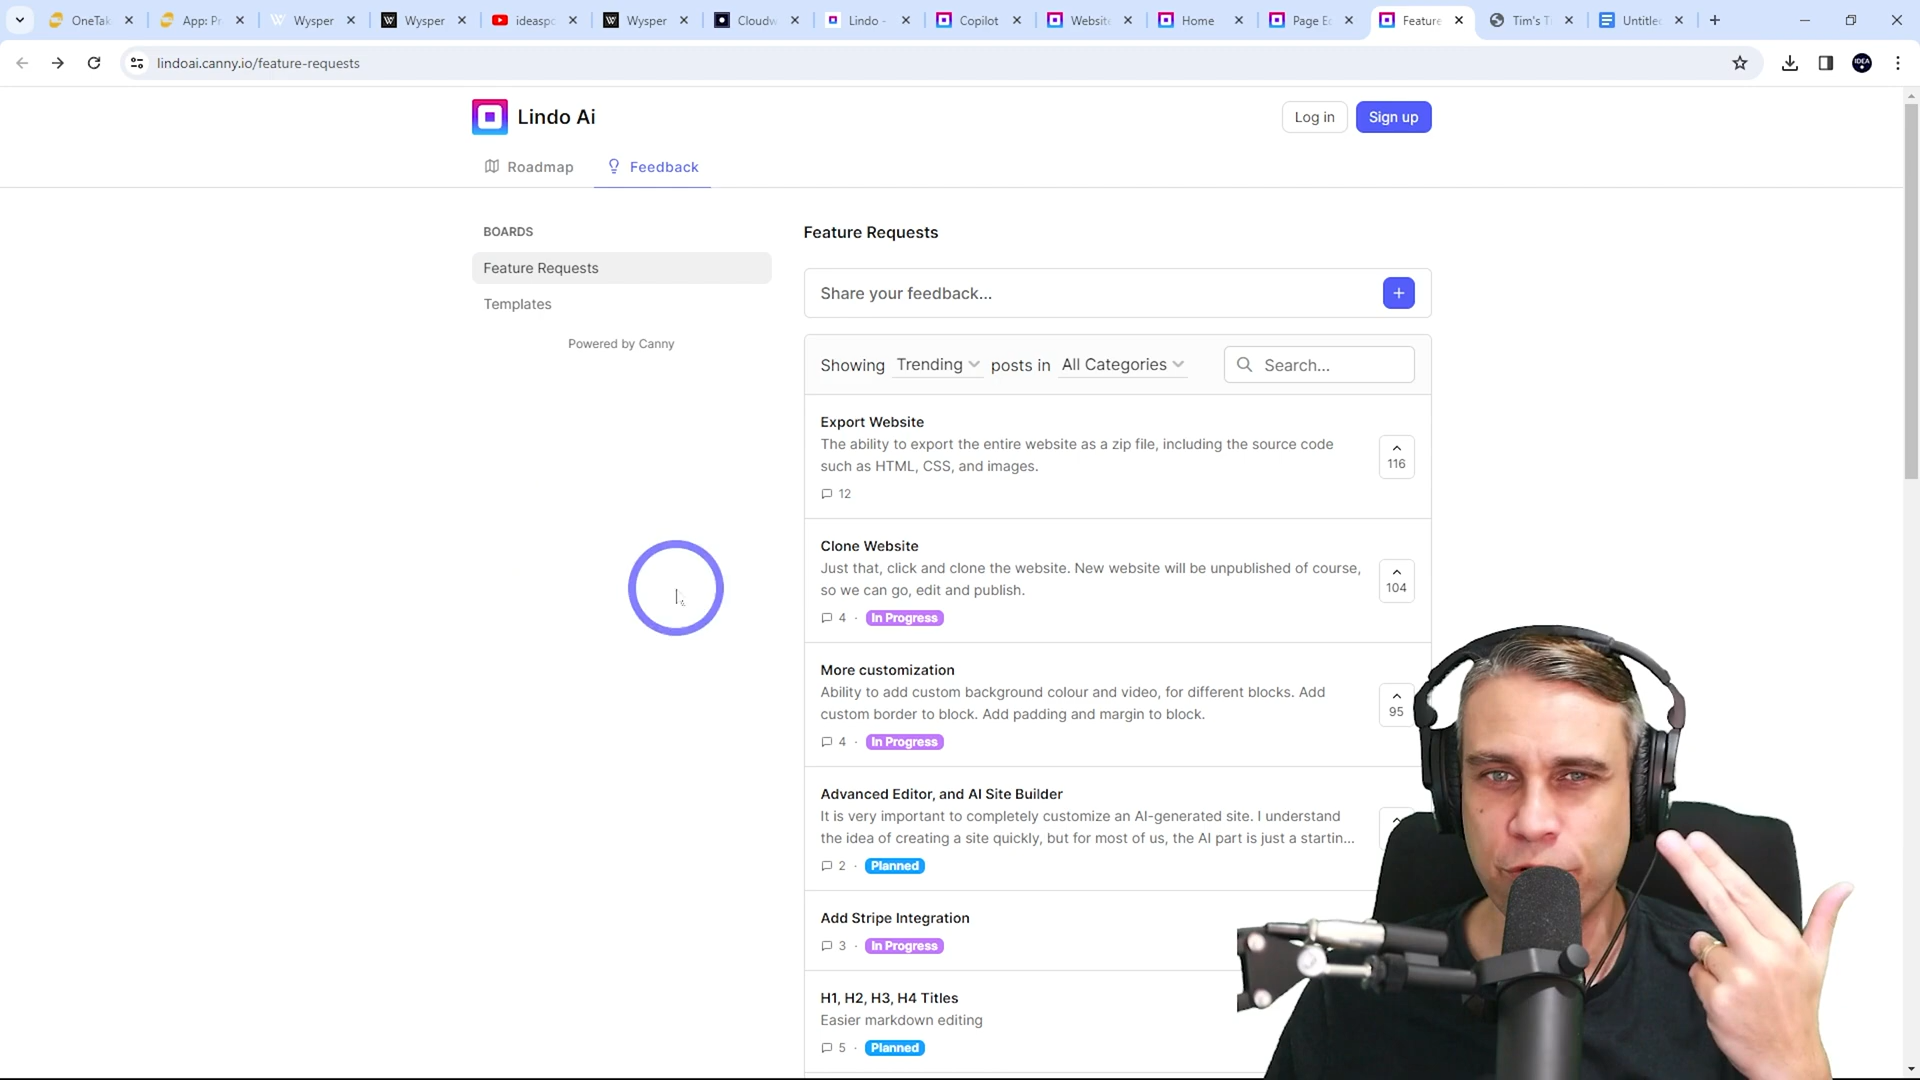 OneTak
App: Pr
Wysper
Wysper
ideaspo
Wysper
Cloudw
Lindo -
Copilot
Website
Home
Page Ed
Feature
Tim's T
Untitled
lindoai.canny.io/feature-requests
IDEA
Lindo Ai
Log in
Sign up
Roadmap
Feedback
BOARDS
Feature Requests
Templates
Powered by Canny
Feature Requests
Share your feedback...
Showing Trending posts in All Categories
Search...
Export Website
The ability to export the entire website as a zip file, including the source code
such as HTML, CSS, and images.
116
12
Clone Website
Just that, click and clone the website. New website will be unpublished of course,
so we can go, edit and publish.
104
4 · In Progress
More customization
Ability to add custom background colour and video, for different blocks. Add
custom border to block. Add padding and margin to block.
95
4 · In Progress
Advanced Editor, and AI Site Builder
It is very important to completely customize an AI-generated site. I understand
the idea of creating a site quickly, but for most of us, the AI part is just a startin...
2 · Planned
Add Stripe Integration
3 · In Progress
H1, H2, H3, H4 Titles
Easier markdown editing
5 · Planned